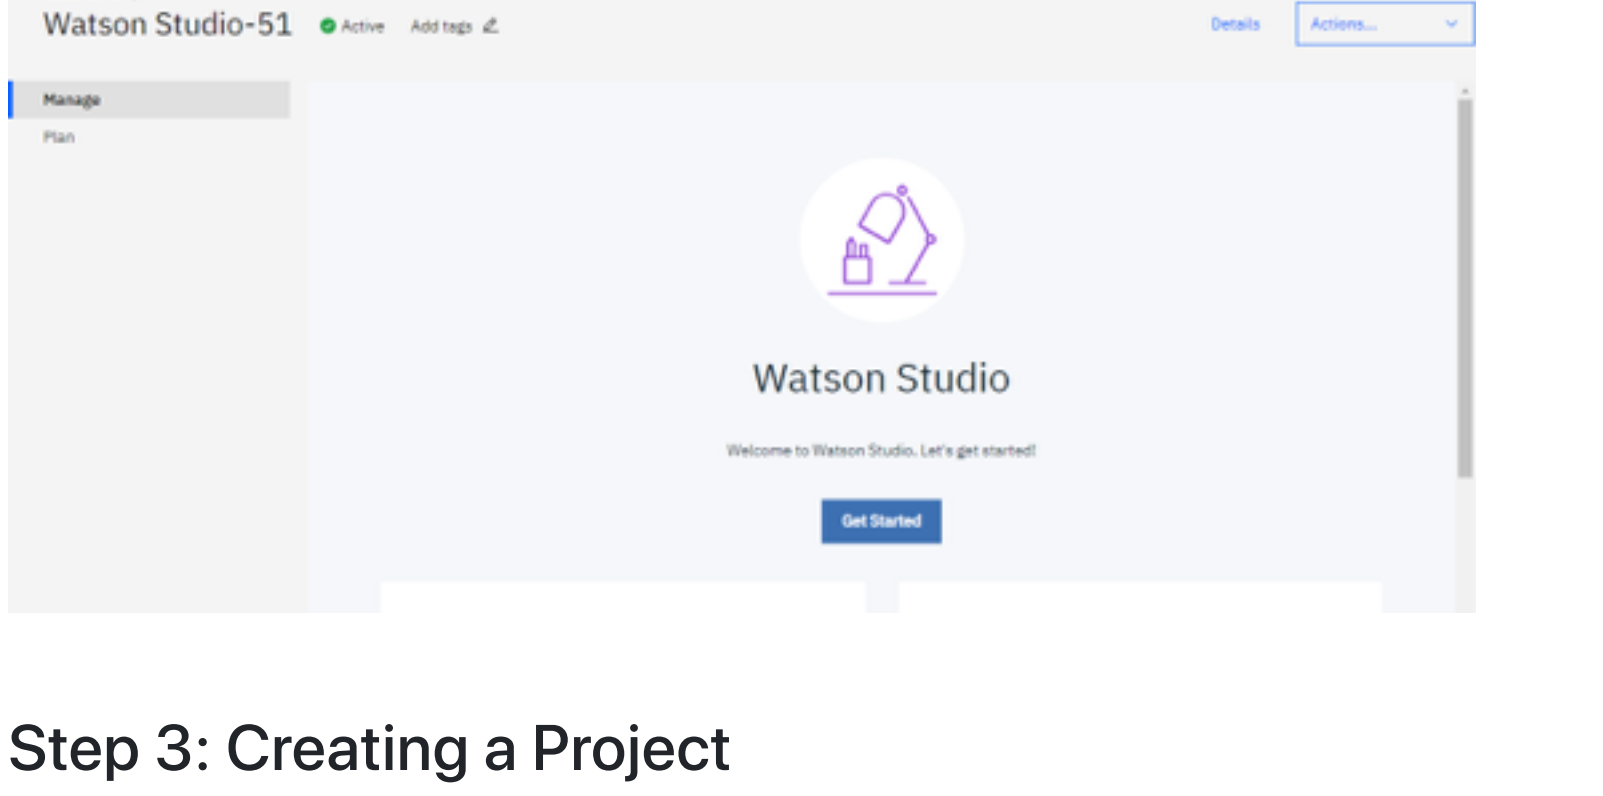 Watson Studio-51 Active Add tags Details Actions...
Manage
Plan
Watson Studio
Welcome to Watson Studio. Let's get started!
Get Started
Step 3: Creating a Project